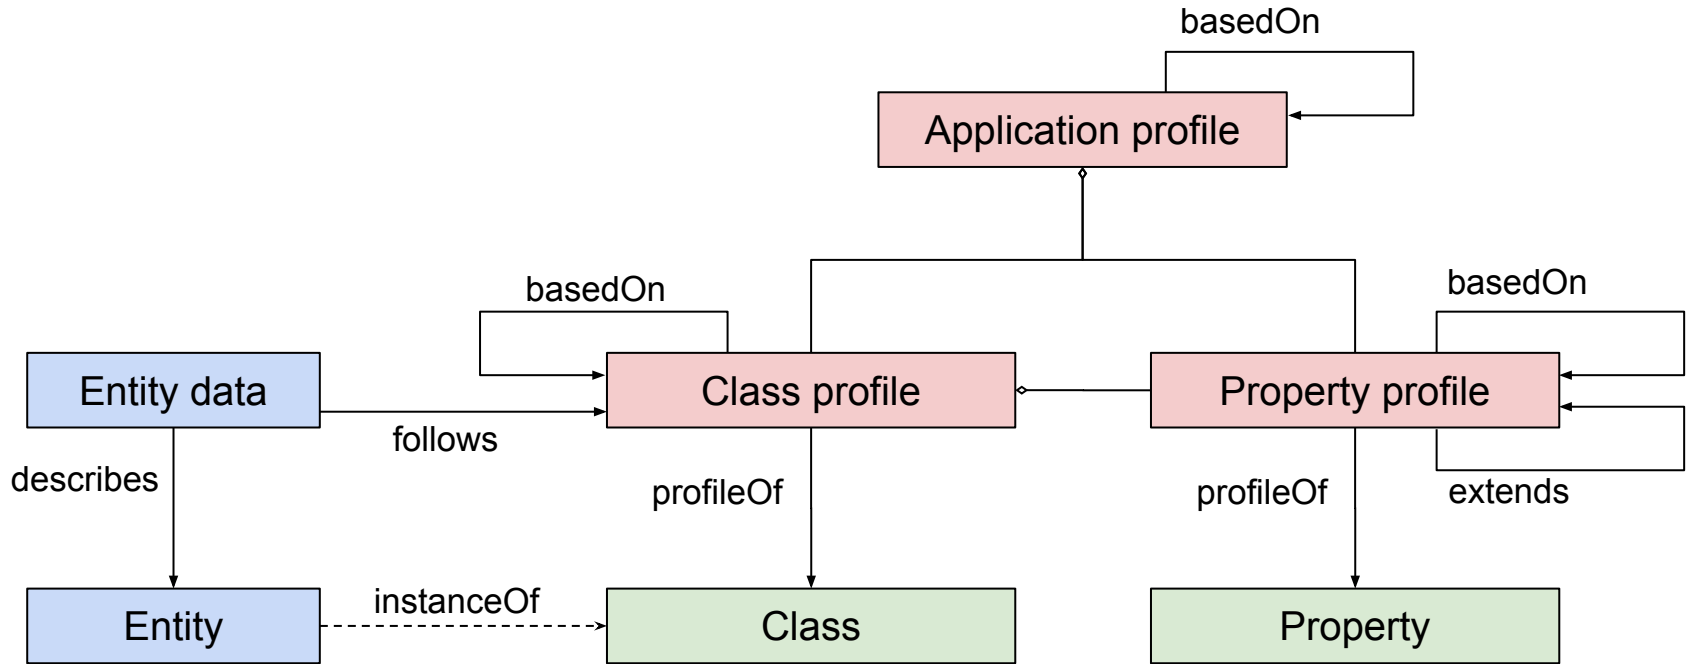 basedOn
Application profile
basedOn
basedOn
Entity data
Class profile
Property profile
follows
describes
profileOf
profileOf
extends
instanceOf
Entity
Class
Property